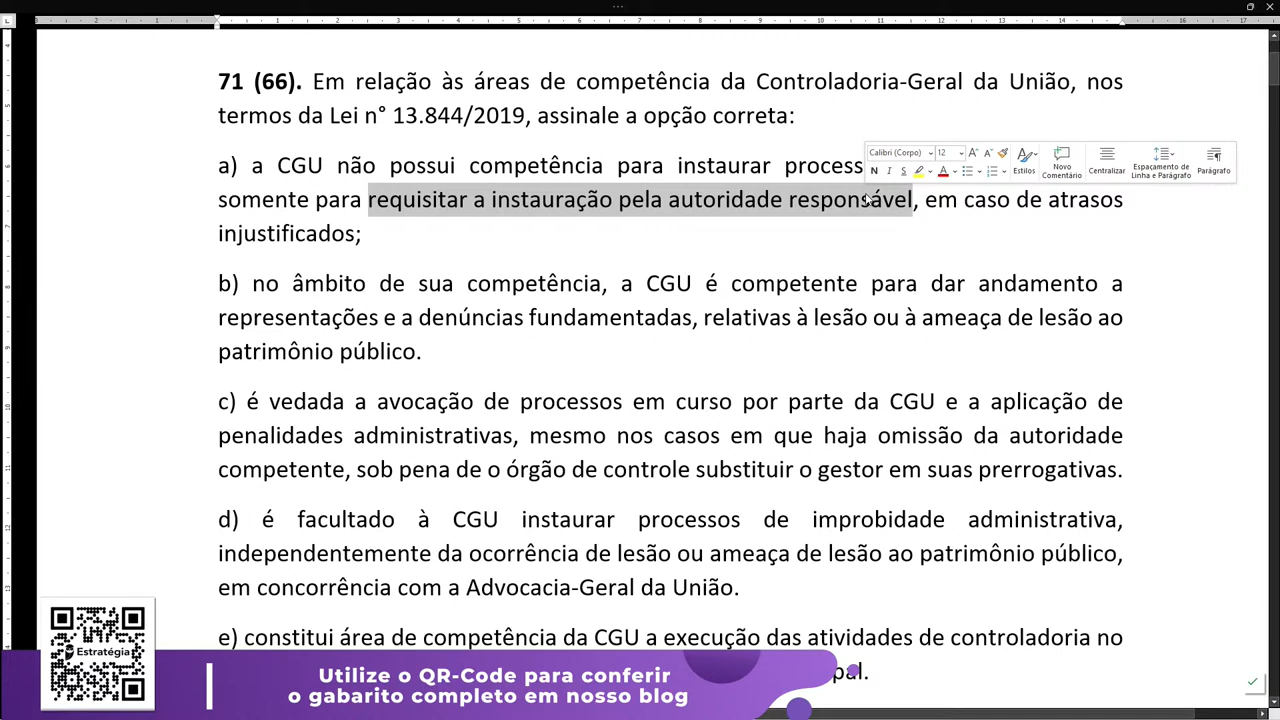 Calibri (Corpo) 12
N I S
Estilos
Novo Comentário
Centralizar
Espaçamento de Linha e Parágrafo
Parágrafo
71 (66). Em relação às áreas de competência da Controladoria-Geral da União, nos
termos da Lei n° 13.844/2019, assinale a opção correta:
a) a CGU não possui competência para instaurar process
somente para requisitar a instauração pela autoridade responsável, em caso de atrasos
injustificados;
b) no âmbito de sua competência, a CGU é competente para dar andamento a
representações e a denúncias fundamentadas, relativas à lesão ou à ameaça de lesão ao
patrimônio público.
c) é vedada a avocação de processos em curso por parte da CGU e a aplicação de
penalidades administrativas, mesmo nos casos em que haja omissão da autoridade
competente, sob pena de o órgão de controle substituir o gestor em suas prerrogativas.
d) é facultado à CGU instaurar processos de improbidade administrativa,
independentemente da ocorrência de lesão ou ameaça de lesão ao patrimônio público,
em concorrência com a Advocacia-Geral da União.
e) constitui área de competência da CGU a execução das atividades de controladoria no
pal.
Estratégia
Utilize o QR-Code para conferir
o gabarito completo em nosso blog